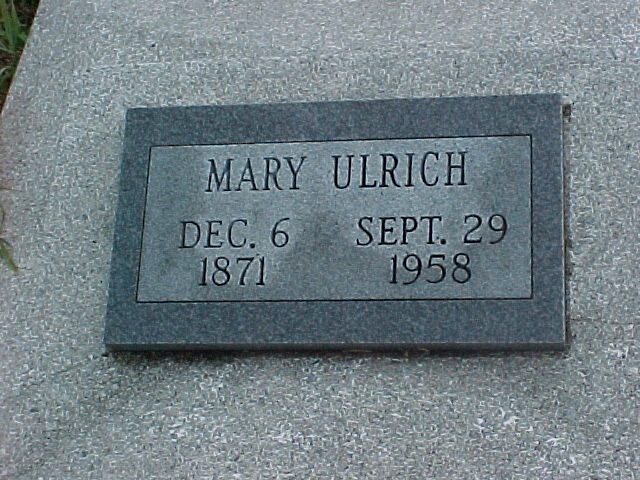 MARY ULRICH
DEC. 6 SEPT. 29
1871 1958